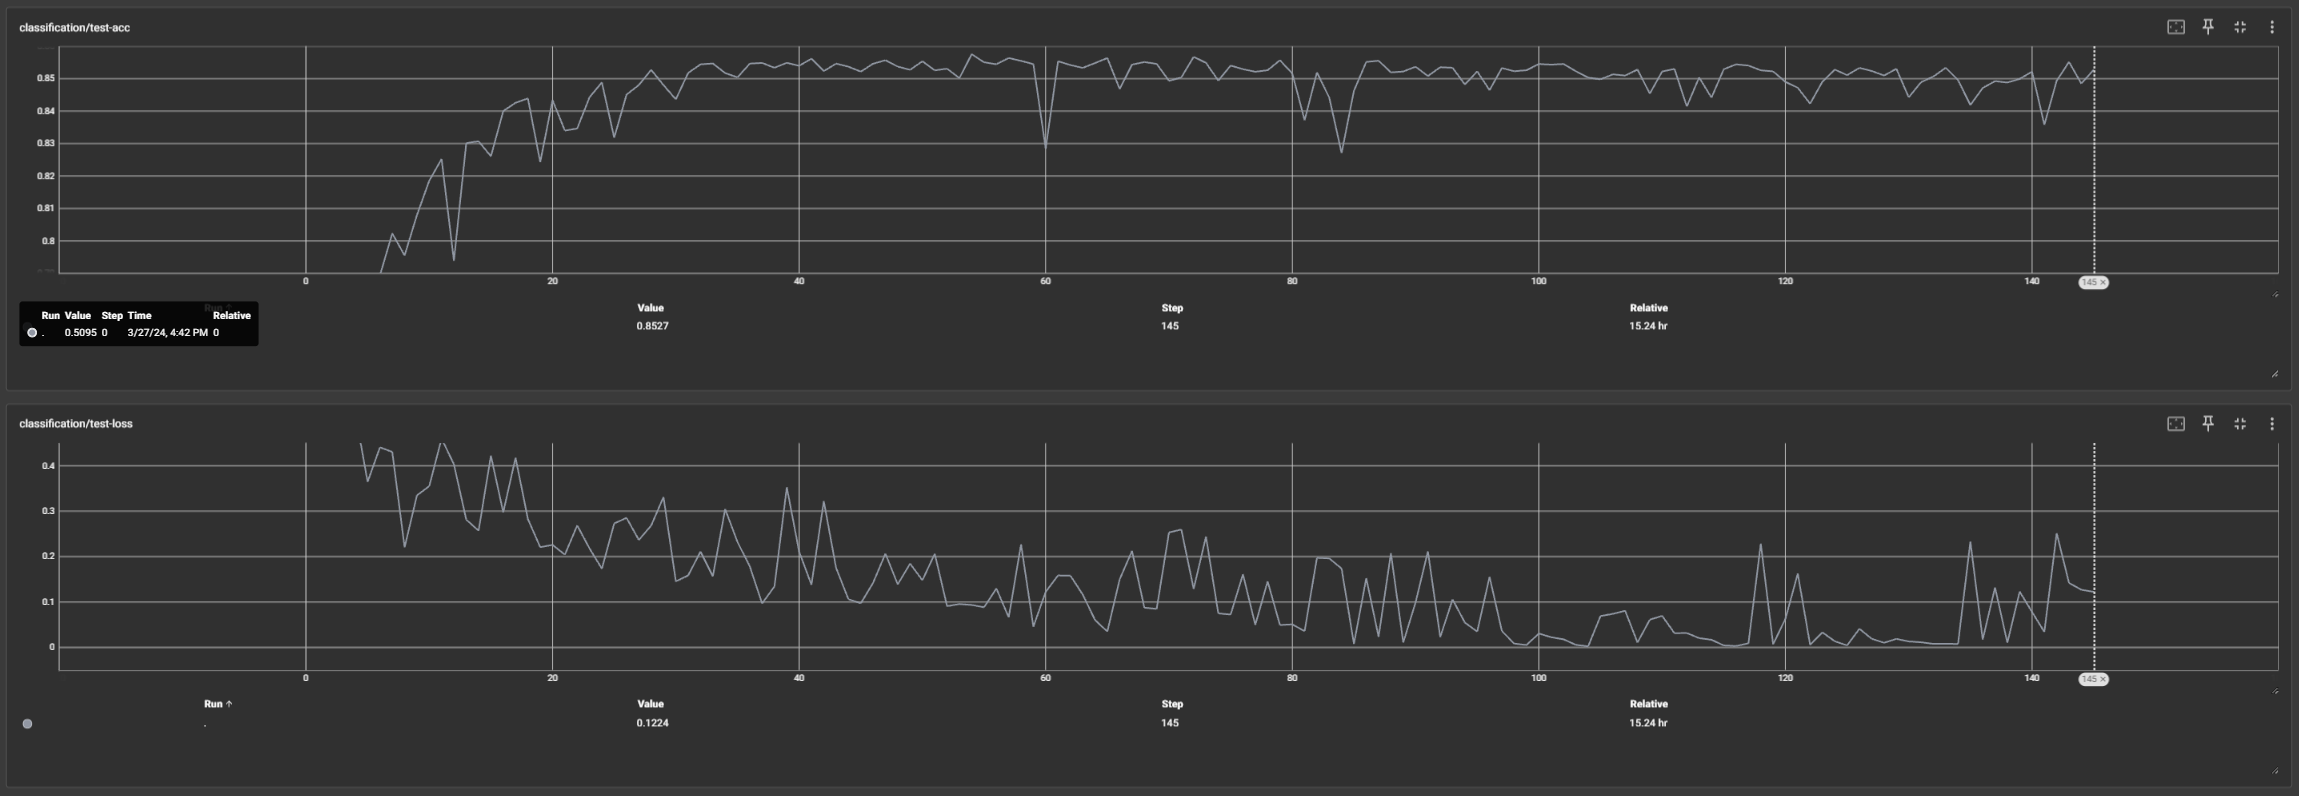 classification/test-acc
0.85
0.84
0.83
0.82
0.81
0.8
0 20 40 60 80 100 120 140 145 ×
Run ↑ Value Step Relative
0.8527 145 15.24 hr
Run Value Step Time Relative
. 0.5095 0 3/27/24, 4:42 PM 0
classification/test-loss
0.4
0.3
0.2
0.1
0
0 20 40 60 80 100 120 140 145 ×
Run ↑ Value Step Relative
. 0.1224 145 15.24 hr